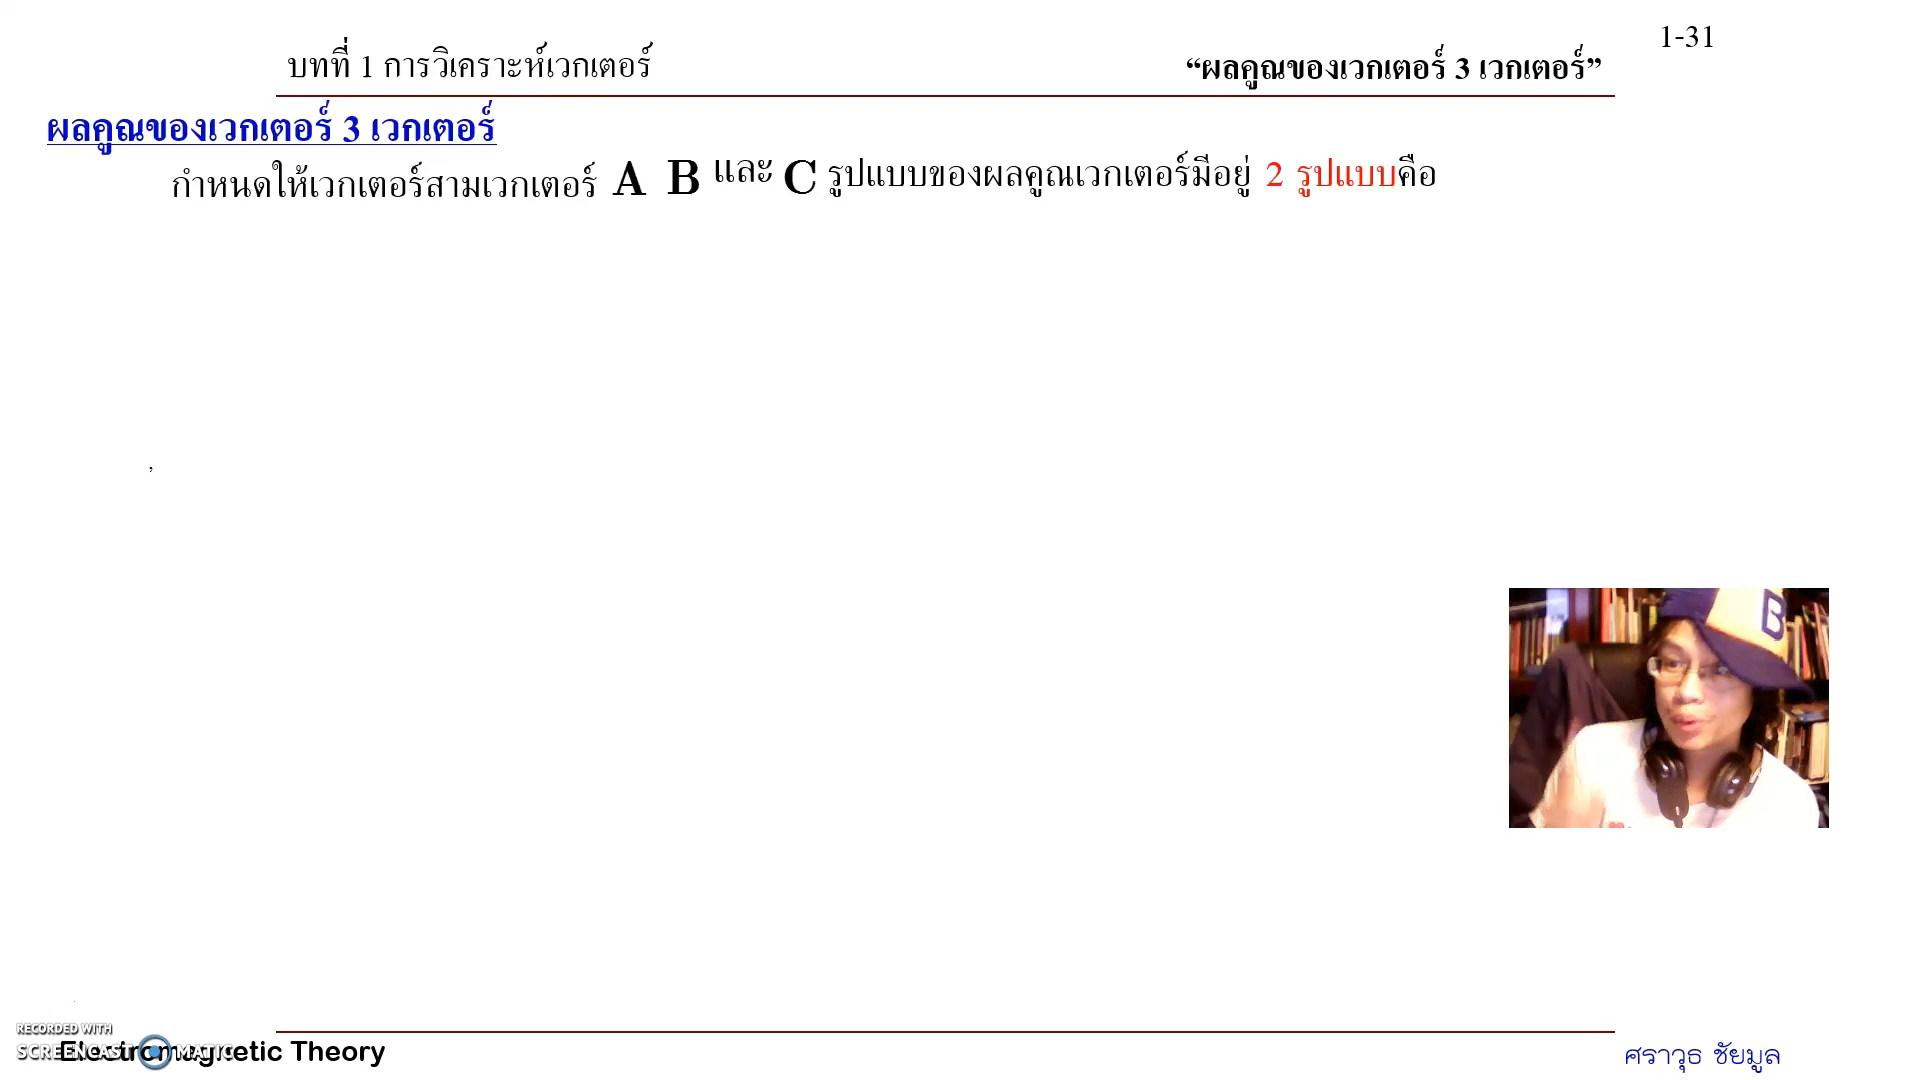 1-31
บทที่ 1 การวิเคราะห์เวกเตอร์ “ผลคูณของเวกเตอร์ 3 เวกเตอร์”
ผลคูณของเวกเตอร์ 3 เวกเตอร์
กำหนดให้เวกเตอร์สามเวกเตอร์ A B และ C รูปแบบของผลคูณเวกเตอร์มีอยู่ 2 รูปแบบคือ
,
B
RECORDED WITH
SCREENCAST MATIC
Electromagnetic Theory
ศราวุธ ชัยมูล